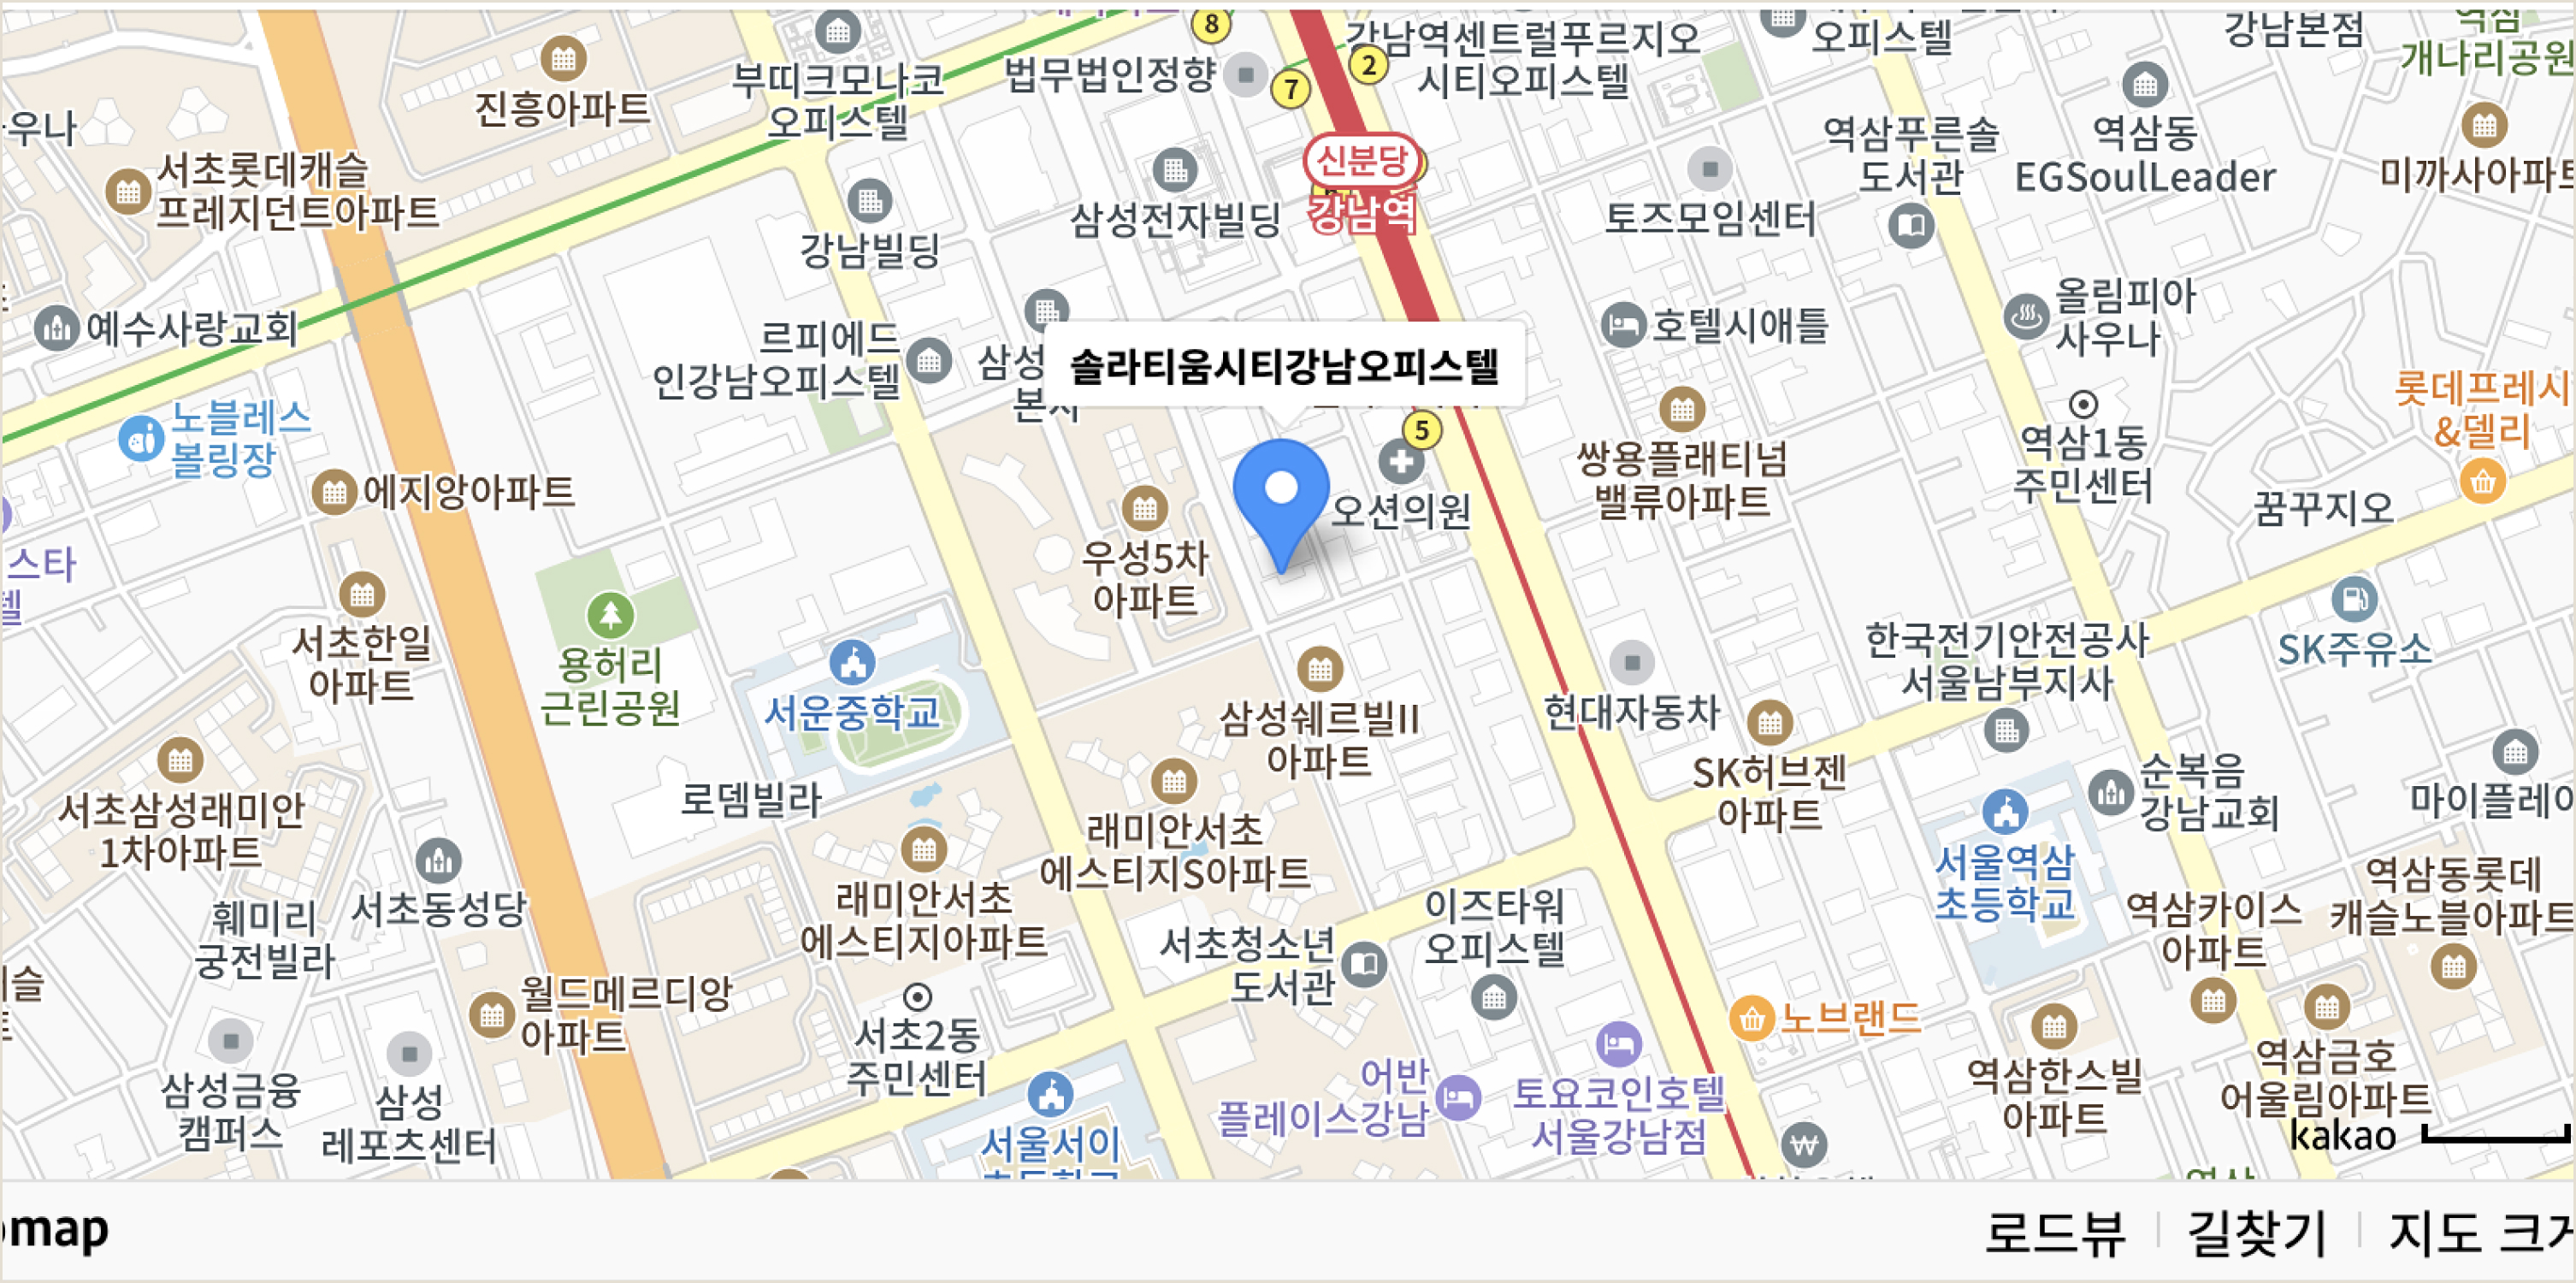 8
강남역센트럴푸르지오
시티오피스텔
2
7
법무법인정향
부띠크모나코
오피스텔
진흥아파트
오피스텔
강남본점
역삼
개나리공원
우나
서초롯데캐슬
프레지던트아파트
역삼푸른솔
도서관
역삼동
EGSoulLeader
미까사아파트
신분당
강남역
삼성전자빌딩
강남빌딩
토즈모임센터
예수사랑교회
르피에드
인강남오피스텔
삼성
본사
솔라티움시티강남오피스텔
호텔시애틀
올림피아
사우나
노블레스
볼링장
에지앙아파트
5
오션의원
쌍용플래티넘
밸류아파트
역삼1동
주민센터
롯데프레시
&델리
꿈꾸지오
스타
텔
우성5차
아파트
서초한일
아파트
용허리
근린공원
서운중학교
삼성쉐르빌II
아파트
현대자동차
한국전기안전공사
서울남부지사
SK주유소
SK허브젠
아파트
순복음
강남교회
마이플레이
서초삼성래미안
1차아파트
로뎀빌라
래미안서초
에스티지S아파트
래미안서초
에스티지아파트
서울역삼
초등학교
역삼동롯데
캐슬노블아파트
역삼카이스
아파트
훼미리
궁전빌라
서초동성당
이즈타워
오피스텔
서초청소년
도서관
슬
월드메르디앙
아파트
서초2동
주민센터
노브랜드
삼성금융
캠퍼스
삼성
레포츠센터
어반
플레이스강남
토요코인호텔
서울강남점
역삼한스빌
아파트
역삼금호
어울림아파트
서울서이
초등학교
kakao
역삼
map
로드뷰
길찾기
지도 크게